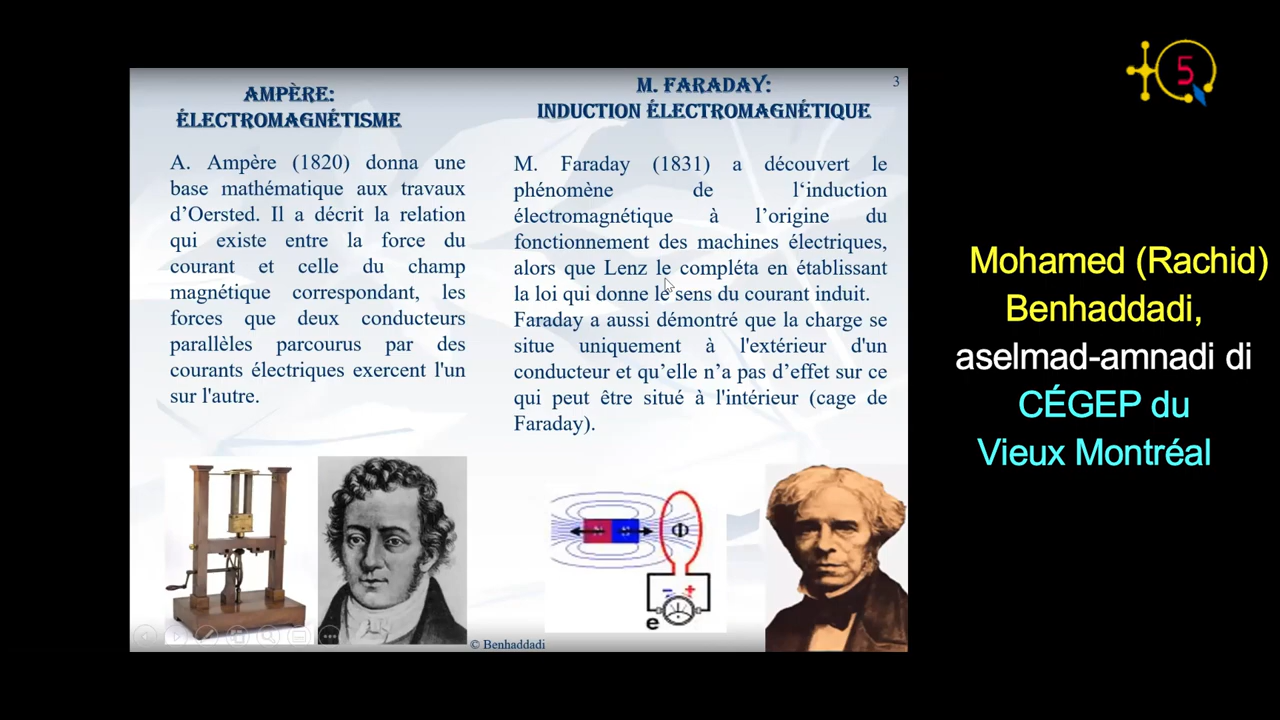 5
3
AMPÈRE:
ÉLECTROMAGNÉTISME
A. Ampère (1820) donna une
base mathématique aux travaux
d’Oersted. Il a décrit la relation
qui existe entre la force du
courant et celle du champ
magnétique correspondant, les
forces que deux conducteurs
parallèles parcourus par des
courants électriques exercent l'un
sur l'autre.
M. FARADAY:
INDUCTION ÉLECTROMAGNÉTIQUE
M. Faraday (1831) a découvert le
phénomène de l‘induction
électromagnétique à l’origine du
fonctionnement des machines électriques,
alors que Lenz le compléta en établissant
la loi qui donne le sens du courant induit.
Faraday a aussi démontré que la charge se
situe uniquement à l'extérieur d'un
conducteur et qu’elle n’a pas d’effet sur ce
qui peut être situé à l'intérieur (cage de
Faraday).
Φ
- +
e
© Benhaddadi
Mohamed (Rachid)
Benhaddadi,
aselmad-amnadi di
CÉGEP du
Vieux Montréal